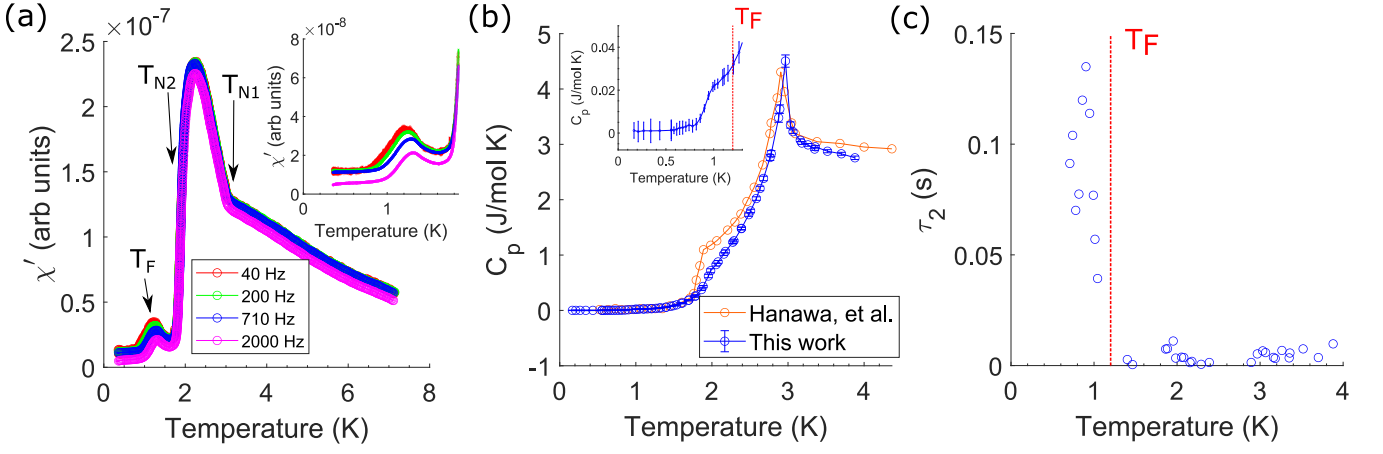 (a)
×10⁻⁷
2.5
2
1.5
1
0.5
0
χ′ (arb units)
0 2 4 6 8
Temperature (K)
T_N2
T_N1
T_F
40 Hz
200 Hz
710 Hz
2000 Hz
×10⁻⁸
8
6
4
2
0
χ′ (arb units)
0 1 2
Temperature (K)
(b)
5
4
3
2
1
0
-1
C_p (J/mol K)
0 1 2 3 4
Temperature (K)
Hanawa, et al.
This work
T_F
0.04
0.02
0
C_p (J/mol K)
0 0,5 1
Temperature (K)
(c)
0.15
0.1
0.05
0
τ₂ (s)
0 1 2 3 4
Temperature (K)
T_F